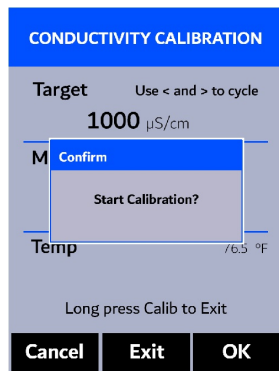 CONDUCTIVITY CALIBRATION
Target Use < and > to cycle
1000 µS/cm
M
Confirm
Start Calibration?
Temp 76.5 °F
Long press Calib to Exit
Cancel Exit OK